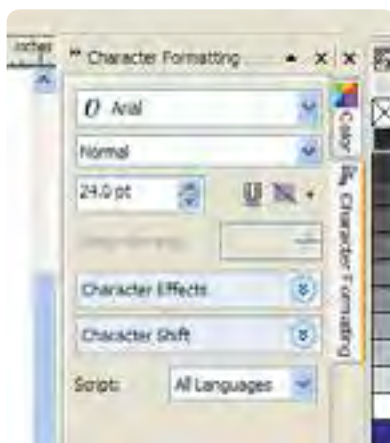 inches
Character Formatting
Arial
Normal
24.0 pt
U
Character Effects
Character Shift
Script: All Languages
Color
Character Formatting